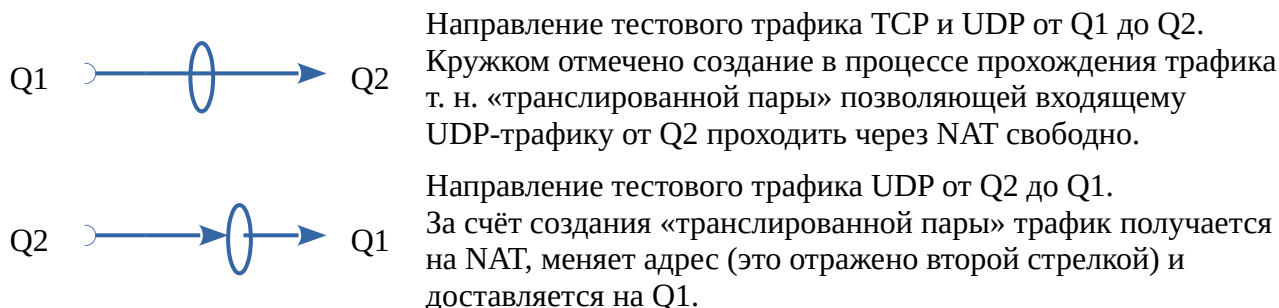 Направление тестового трафика TCP и UDP от Q1 до Q2.
Q1 Q2 Кружком отмечено создание в процессе прохождения трафика
т. н. «транслированной пары» позволяющей входящему
UDP-трафику от Q2 проходить через NAT свободно.
Направление тестового трафика UDP от Q2 до Q1.
Q2 Q1 За счёт создания «транслированной пары» трафик получается
на NAT, меняет адрес (это отражено второй стрелкой) и
доставляется на Q1.